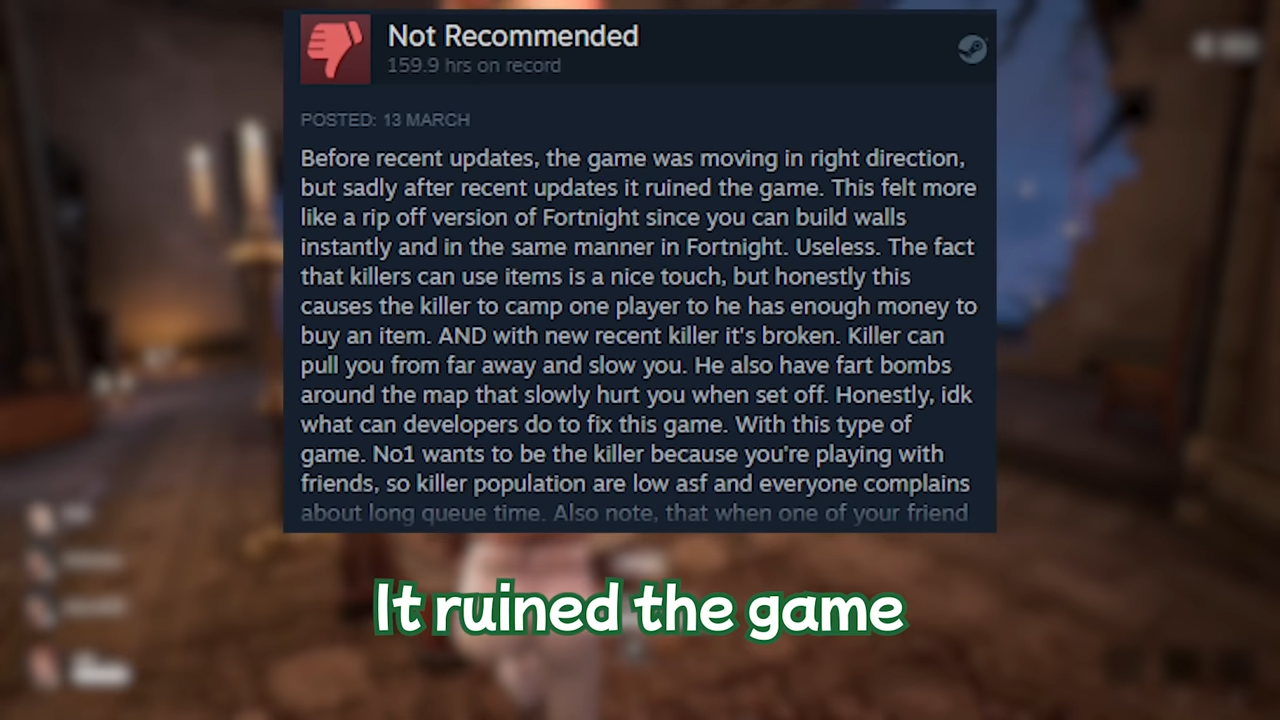 Not Recommended
159.9 hrs on record
POSTED: 13 MARCH
Before recent updates, the game was moving in right direction,
but sadly after recent updates it ruined the game. This felt more
like a rip off version of Fortnight since you can build walls
instantly and in the same manner in Fortnight. Useless. The fact
that killers can use items is a nice touch, but honestly this
causes the killer to camp one player to he has enough money to
buy an item. AND with new recent killer it's broken. Killer can
pull you from far away and slow you. He also have fart bombs
around the map that slowly hurt you when set off. Honestly, idk
what can developers do to fix this game. With this type of
game. No1 wants to be the killer because you're playing with
friends, so killer population are low asf and everyone complains
about long queue time. Also note, that when one of your friend
It ruined the game